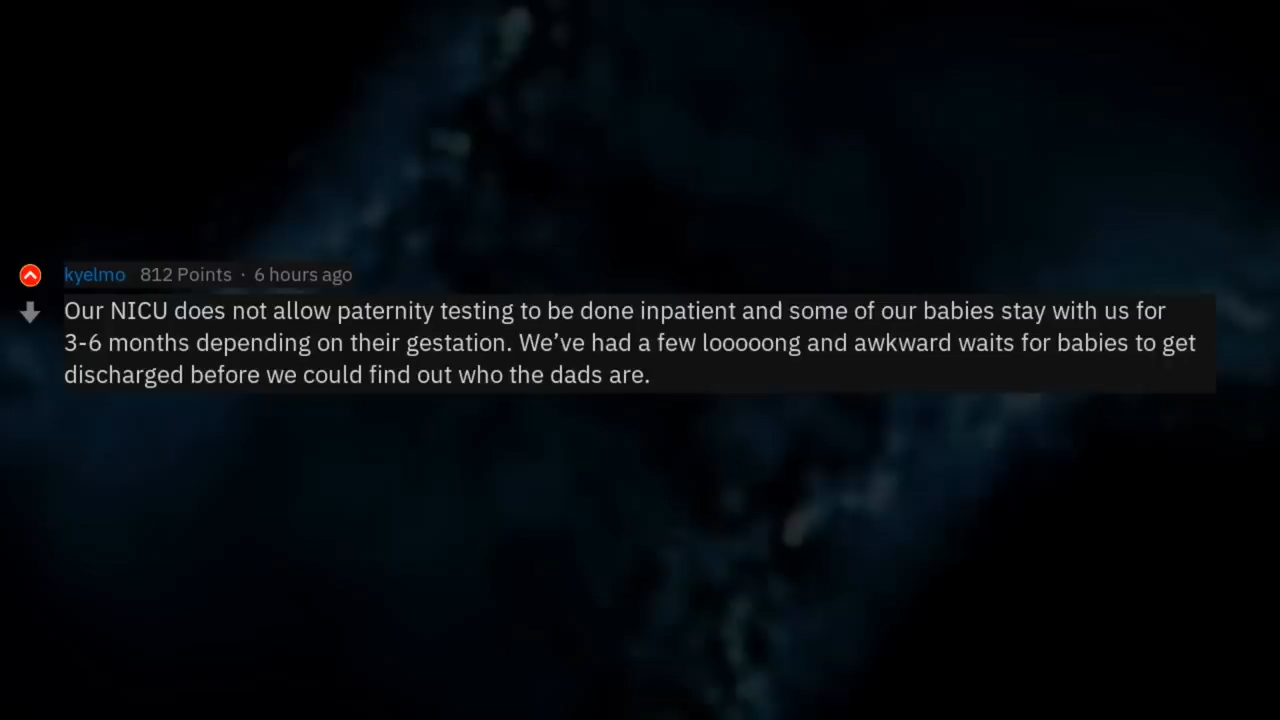 kyelmo 812 Points · 6 hours ago
Our NICU does not allow paternity testing to be done inpatient and some of our babies stay with us for
3-6 months depending on their gestation. We’ve had a few looooong and awkward waits for babies to get
discharged before we could find out who the dads are.